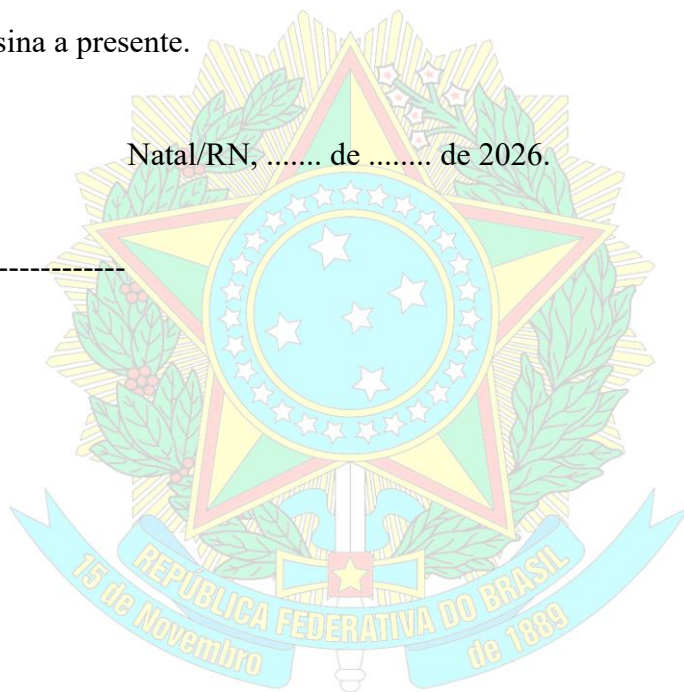 sina a presente.
Natal/RN, ....... de ........ de 2026.
-------------
REPÚBLICA FEDERATIVA DO BRASIL
15 de Novembro
de 1889